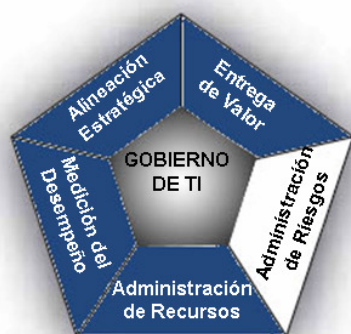 Alineación
Estratégica
Entrega
de Valor
GOBIERNO
DE TI
Medición del
Desempeño
Administración
de Riesgos
Administración
de Recursos